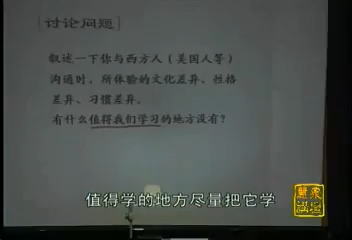 [讨论问题]
叙述一下你与西方人（美国人等）
沟通时，所体验的文化差异、性格
差异、习惯差异。
有什么值得我们学习的地方没有？
值得学的地方尽量把它学